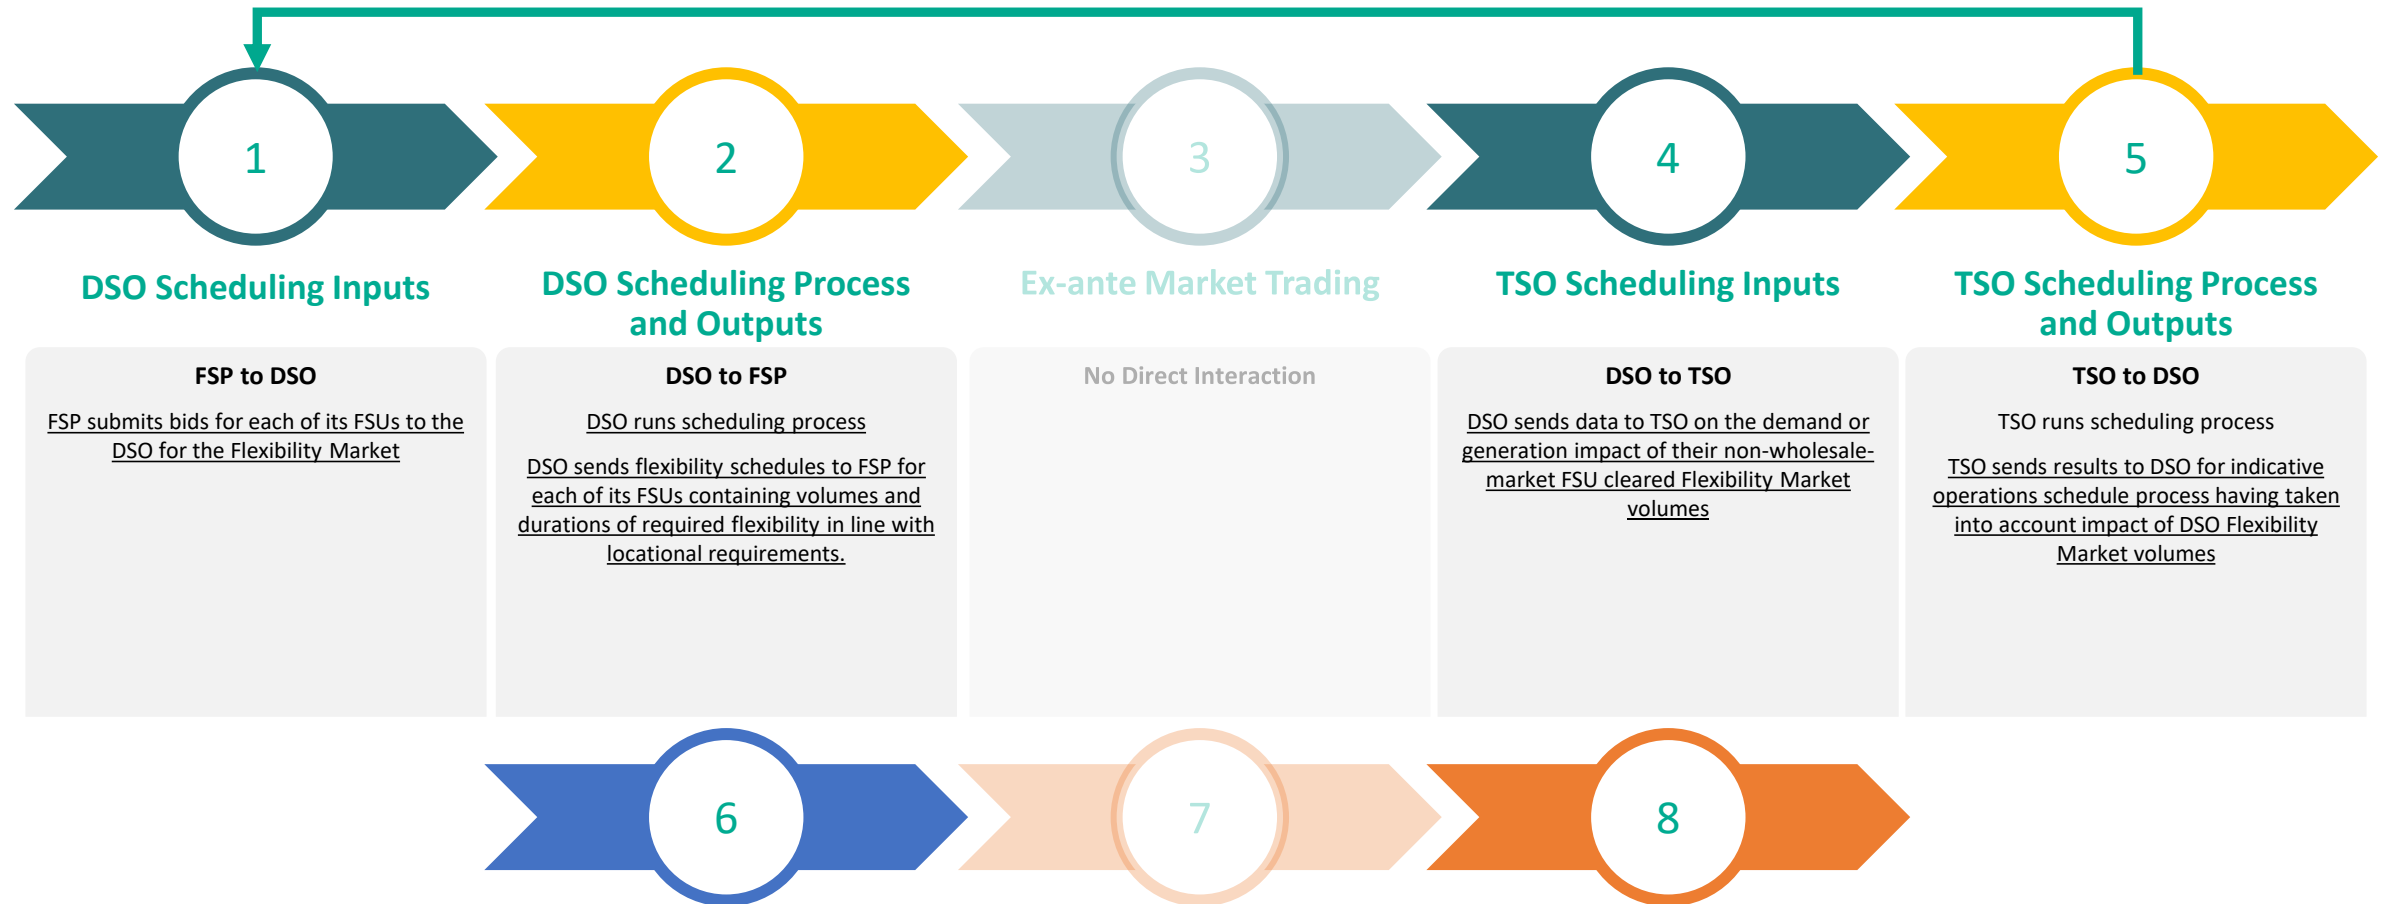 1
2
3
4
5
DSO Scheduling Inputs
DSO Scheduling Process
and Outputs
Ex-ante Market Trading
TSO Scheduling Inputs
TSO Scheduling Process
and Outputs
FSP to DSO
FSP submits bids for each of its FSUs to the
DSO for the Flexibility Market
DSO to FSP
DSO runs scheduling process
DSO sends flexibility schedules to FSP for
each of its FSUs containing volumes and
durations of required flexibility in line with
locational requirements.
No Direct Interaction
DSO to TSO
DSO sends data to TSO on the demand or
generation impact of their non-wholesale-
market FSU cleared Flexibility Market
volumes
TSO to DSO
TSO runs scheduling process
TSO sends results to DSO for indicative
operations schedule process having taken
into account impact of DSO Flexibility
Market volumes
6
7
8